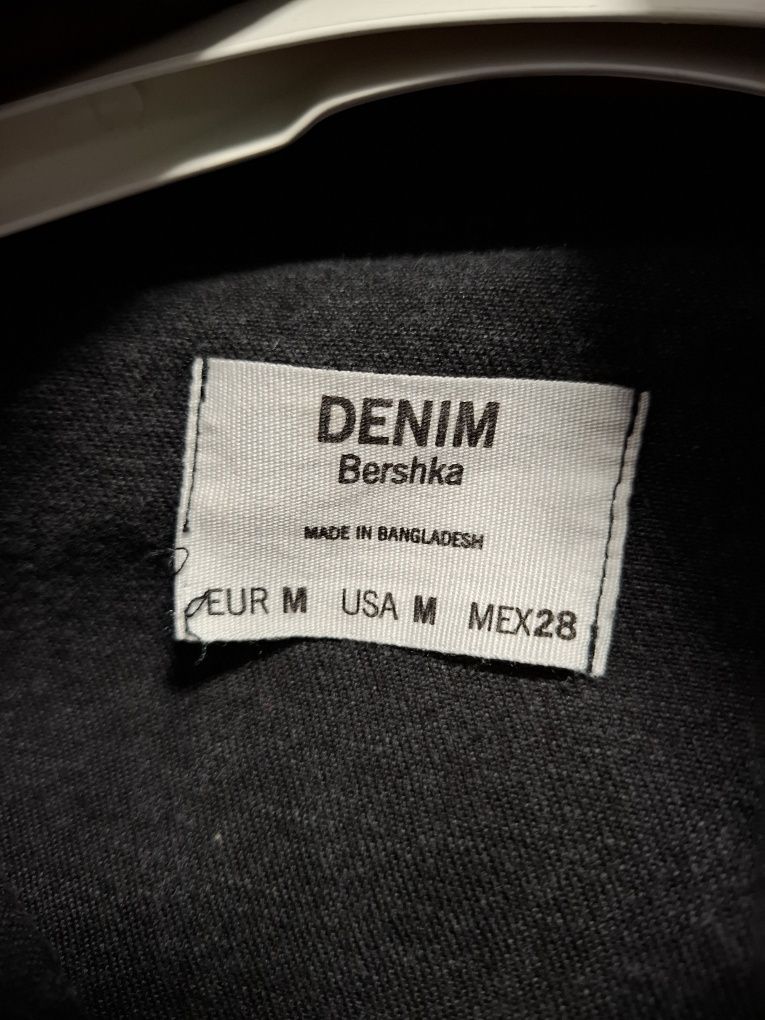 DENIM
Bershka
MADE IN BANGLADESH
EUR M USA M MEX28